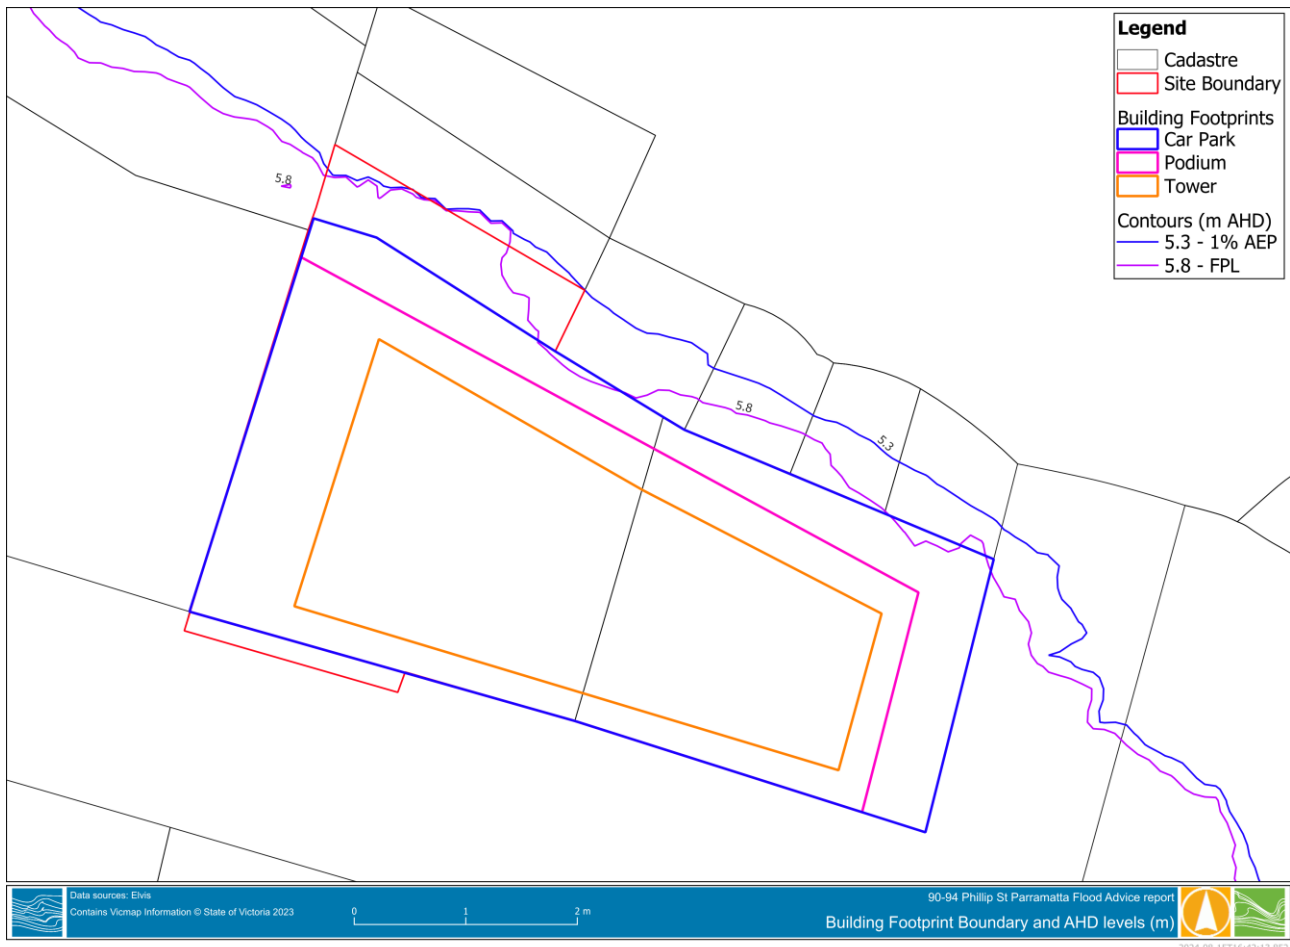 Legend
Cadastre
Site Boundary
Building Footprints
Car Park
Podium
Tower
Contours (m AHD)
5.3 - 1% AEP
5.8 - FPL
5.8
5.8
5.3
Data sources: Elvis
Contains Vicmap Information © State of Victoria 2023
0 1 2 m
90-94 Phillip St Parramatta Flood Advice report
Building Footprint Boundary and AHD levels (m)